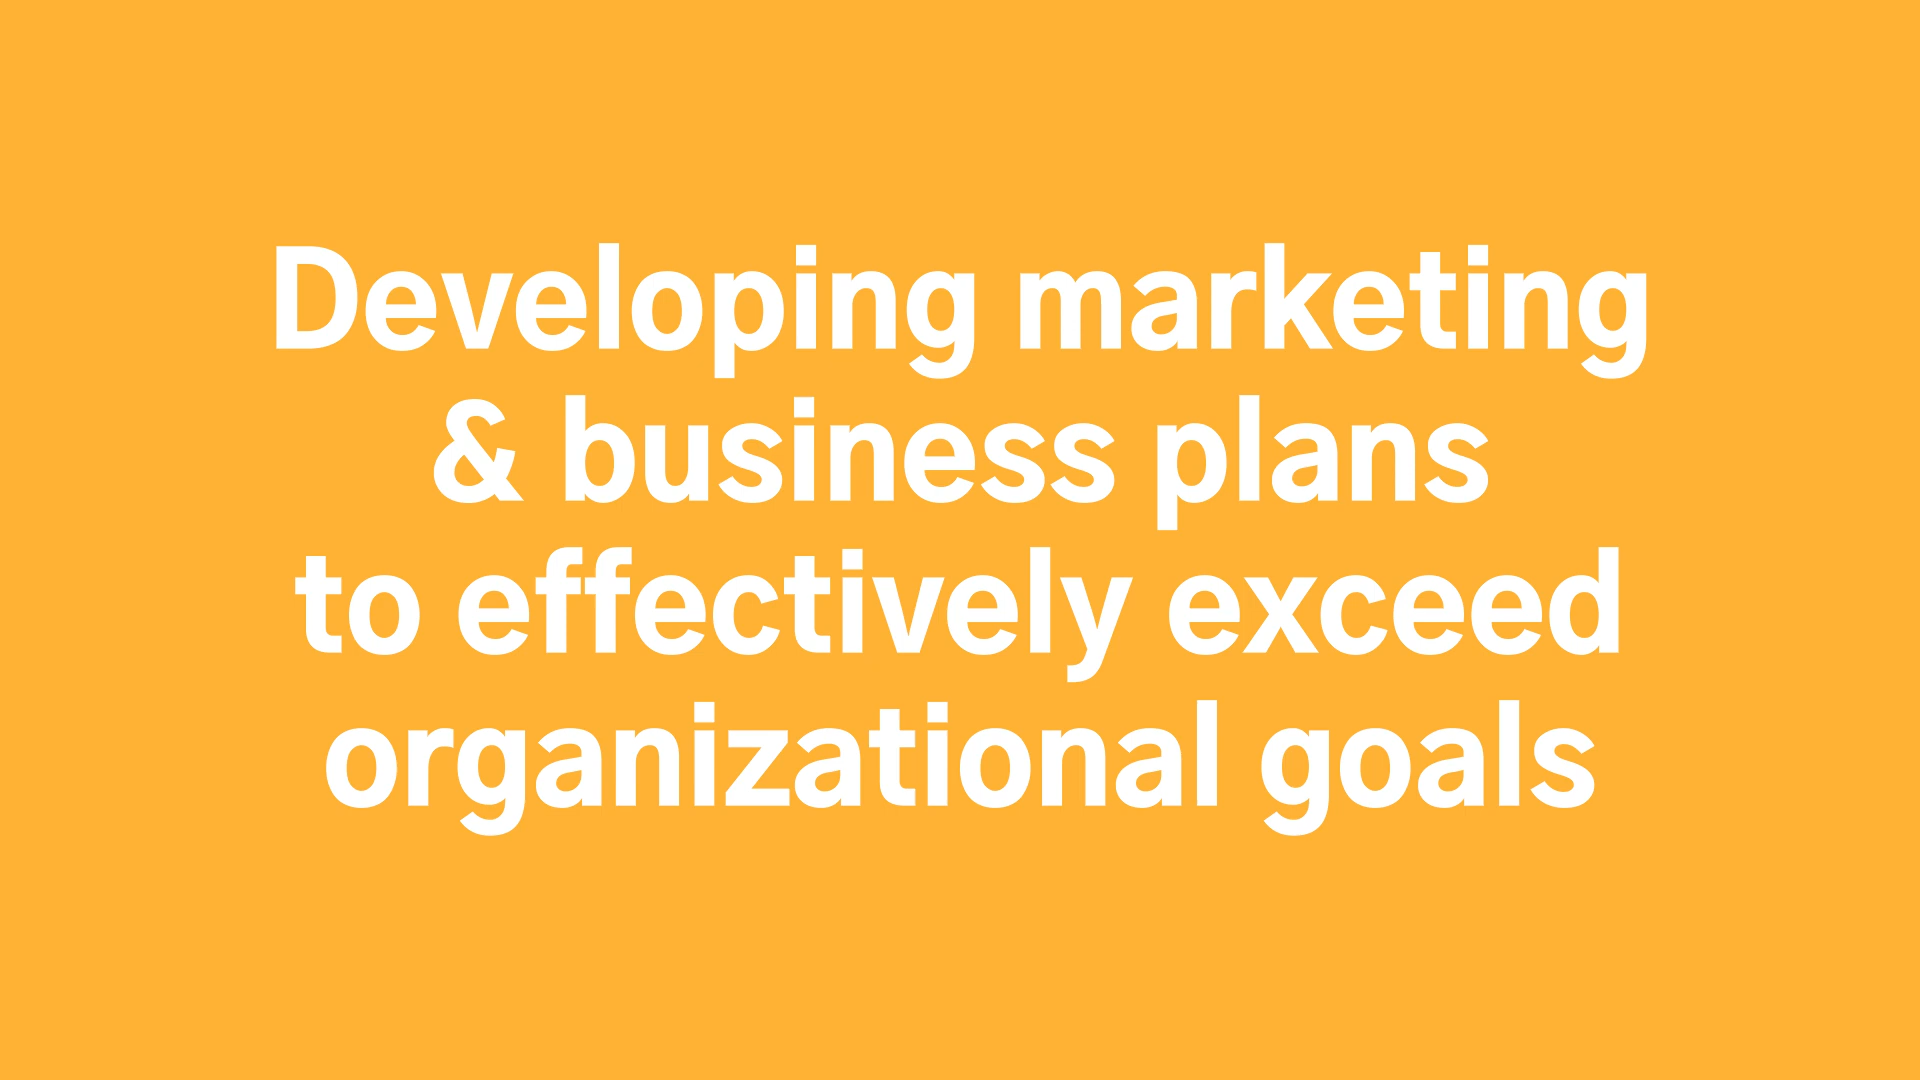 Developing marketing
& business plans
to effectively exceed
organizational goals